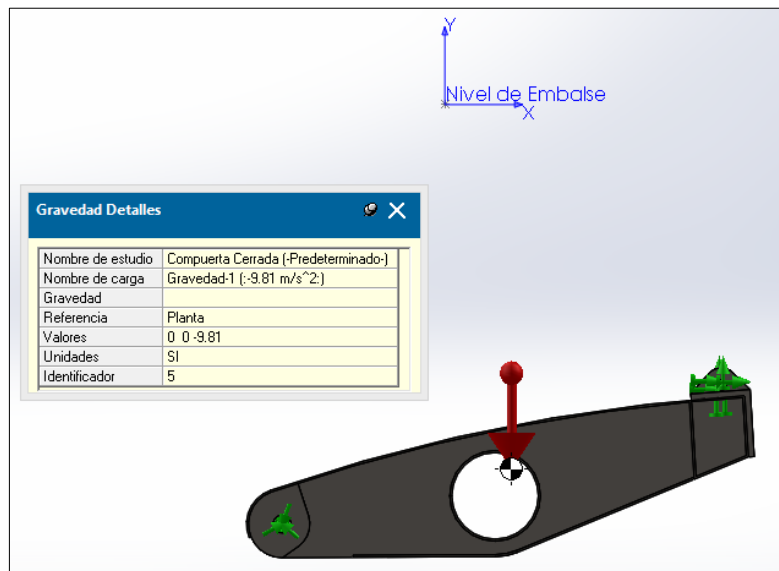 Y
Nivel de Embalse
X
Gravedad Detalles
Nombre de estudio Compuerta Cerrada (-Predeterminado-)
Nombre de carga Gravedad-1 (:-9.81 m/s^2:)
Gravedad
Referencia Planta
Valores 0 0 -9.81
Unidades SI
Identificador 5